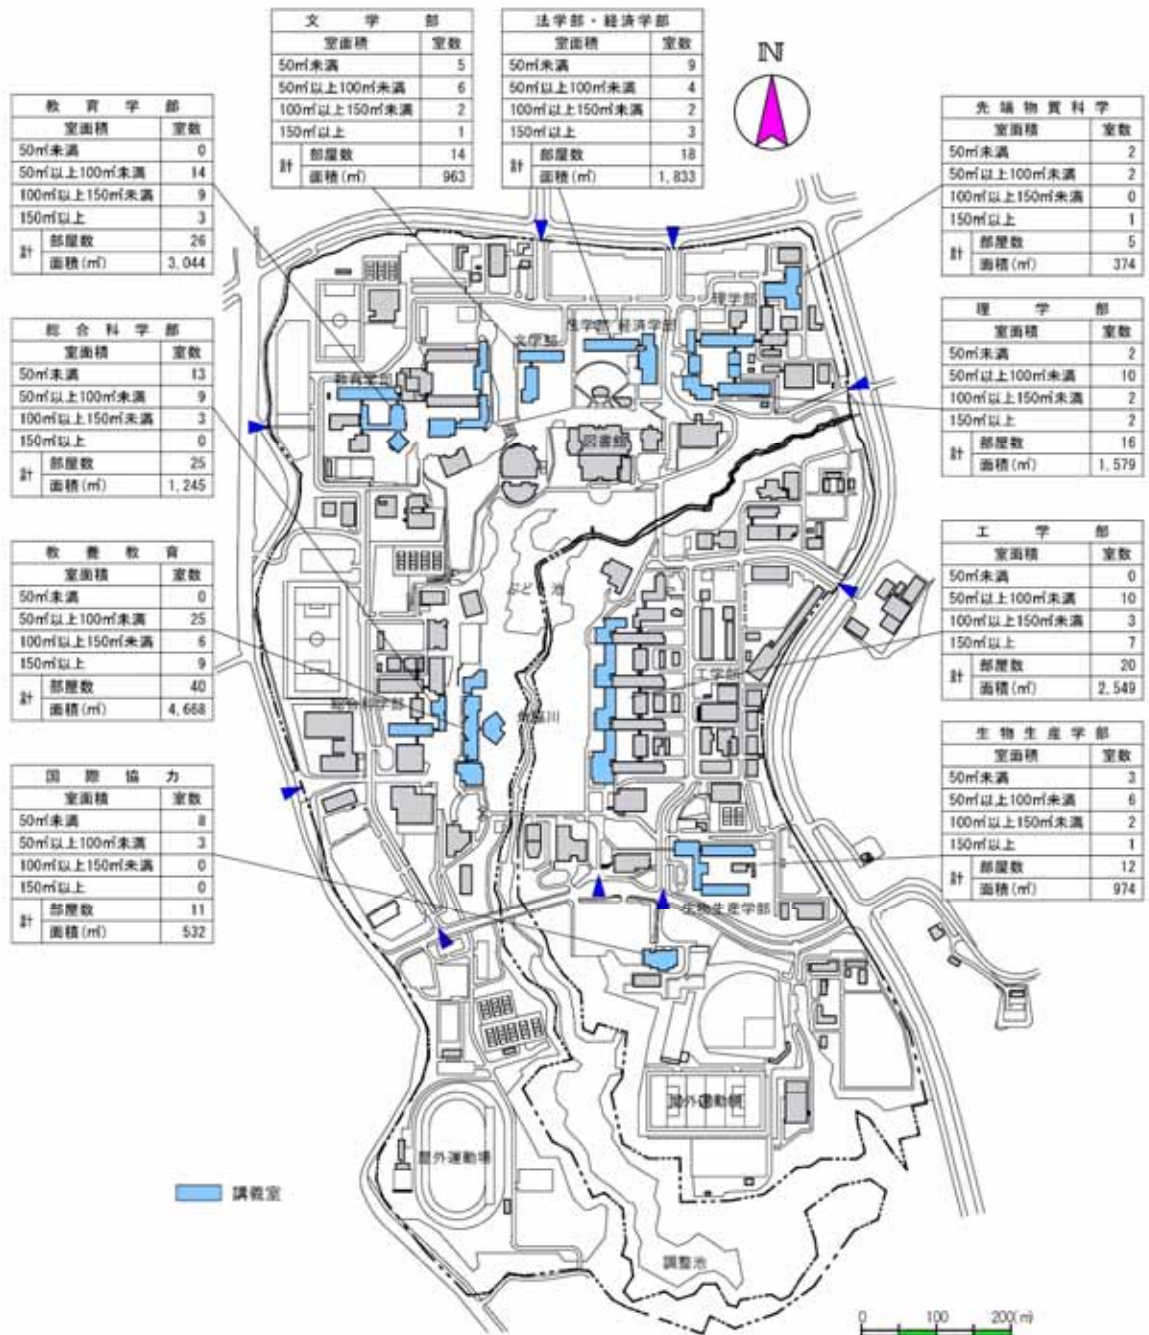 文学部
室面積 室数
50㎡未満 5
50㎡以上100㎡未満 6
100㎡以上150㎡未満 2
150㎡以上 1
計 部屋数 14
面積(㎡) 963
法学部・経済学部
室面積 室数
50㎡未満 9
50㎡以上100㎡未満 4
100㎡以上150㎡未満 2
150㎡以上 3
計 部屋数 18
面積(㎡) 1,833
N
教育学部
室面積 室数
50㎡未満 0
50㎡以上100㎡未満 14
100㎡以上150㎡未満 9
150㎡以上 3
計 部屋数 26
面積(㎡) 3,044
先端物質科学
室面積 室数
50㎡未満 2
50㎡以上100㎡未満 2
100㎡以上150㎡未満 0
150㎡以上 1
計 部屋数 5
面積(㎡) 374
総合科学部
室面積 室数
50㎡未満 13
50㎡以上100㎡未満 9
100㎡以上150㎡未満 3
150㎡以上 0
計 部屋数 25
面積(㎡) 1,245
理学部
室面積 室数
50㎡未満 2
50㎡以上100㎡未満 10
100㎡以上150㎡未満 2
150㎡以上 2
計 部屋数 16
面積(㎡) 1,579
教養教育
室面積 室数
50㎡未満 0
50㎡以上100㎡未満 25
100㎡以上150㎡未満 6
150㎡以上 9
計 部屋数 40
面積(㎡) 4,668
工学部
室面積 室数
50㎡未満 0
50㎡以上100㎡未満 10
100㎡以上150㎡未満 3
150㎡以上 7
計 部屋数 20
面積(㎡) 2,549
国際協力
室面積 室数
50㎡未満 8
50㎡以上100㎡未満 3
100㎡以上150㎡未満 0
150㎡以上 0
計 部屋数 11
面積(㎡) 532
生物生産学部
室面積 室数
50㎡未満 3
50㎡以上100㎡未満 6
100㎡以上150㎡未満 2
150㎡以上 1
計 部屋数 12
面積(㎡) 974
理学部
法学部 経済学部
文学部
教育学部
図書館
ぶどう池
工学部
総合科学部
生物生産学部
屋外運動場
屋外運動場
講義室
調整池
0 100 200(m)